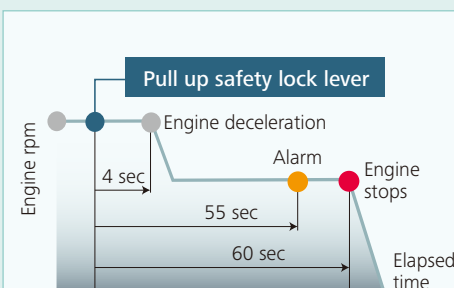 Pull up safety lock lever
Engine rpm
Engine deceleration
4 sec
Alarm
Engine
stops
55 sec
60 sec
Elapsed
time